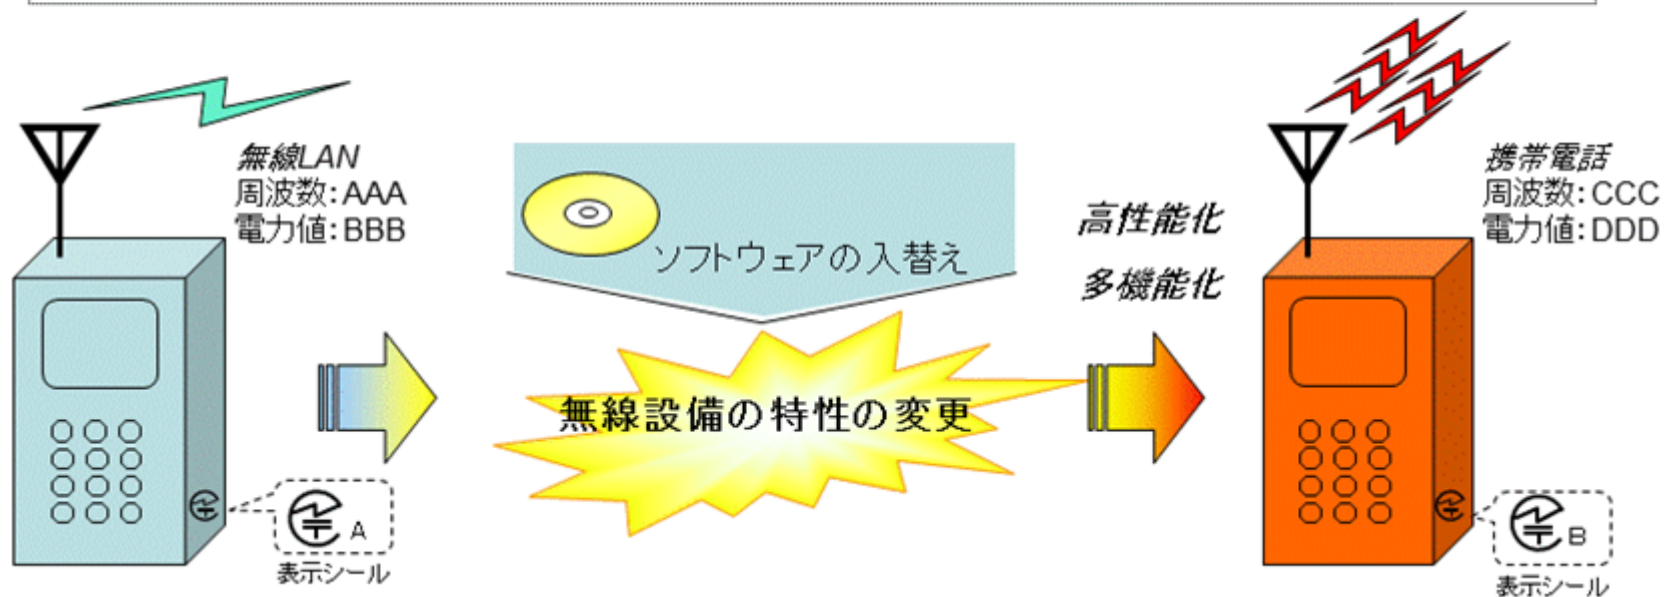 無線LAN
周波数:AAA
電力値:BBB
ソフトウェアの入替え
高性能化
多機能化
無線設備の特性の変更
携帯電話
周波数:CCC
電力値:DDD
A
表示シール
B
表示シール